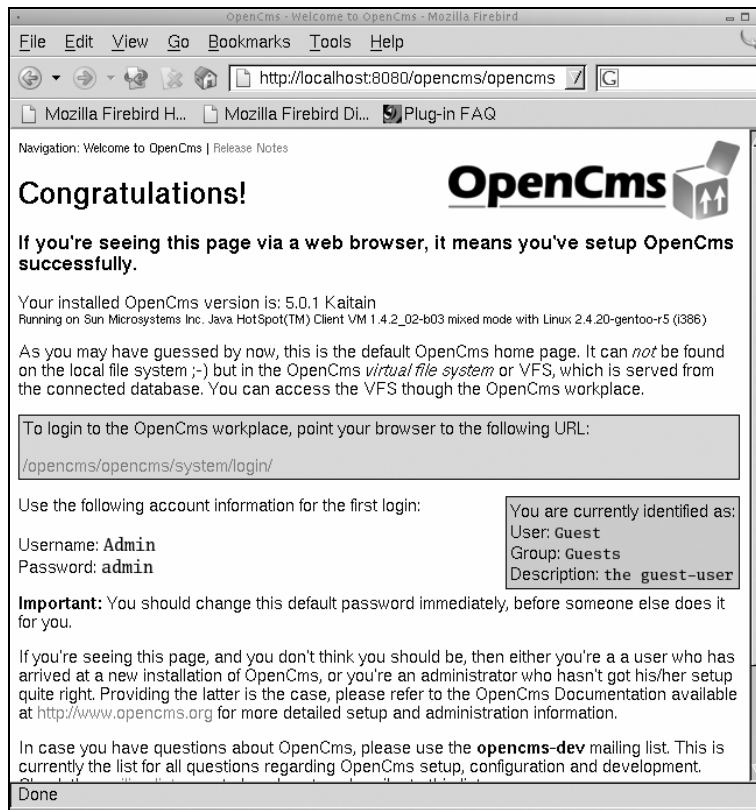 OpenCms - Welcome to OpenCms - Mozilla Firebird
File Edit View Go Bookmarks Tools Help
http://localhost:8080/opencms/opencms G
Mozilla Firebird H... Mozilla Firebird Di... Plug-in FAQ
Navigation: Welcome to OpenCms | Release Notes
OpenCms
Congratulations!
If you're seeing this page via a web browser, it means you've setup OpenCms
successfully.
Your installed OpenCms version is: 5.0.1 Kaitain
Running on Sun Microsystems Inc. Java HotSpot(TM) Client VM 1.4.2_02-b03 mixed mode with Linux 2.4.20-gentoo-r5 (i386)
As you may have guessed by now, this is the default OpenCms home page. It can not be found
on the local file system ;-) but in the OpenCms virtual file system or VFS, which is served from
the connected database. You can access the VFS though the OpenCms workplace.
To login to the OpenCms workplace, point your browser to the following URL:
/opencms/opencms/system/login/
Use the following account information for the first login:
Username: Admin
Password: admin
You are currently identified as:
User: Guest
Group: Guests
Description: the guest-user
Important: You should change this default password immediately, before someone else does it
for you.
If you're seeing this page, and you don't think you should be, then either you're a a user who has
arrived at a new installation of OpenCms, or you're an administrator who hasn't got his/her setup
quite right. Providing the latter is the case, please refer to the OpenCms Documentation available
at http://www.opencms.org for more detailed setup and administration information.
In case you have questions about OpenCms, please use the opencms-dev mailing list. This is
currently the list for all questions regarding OpenCms setup, configuration and development.
Done